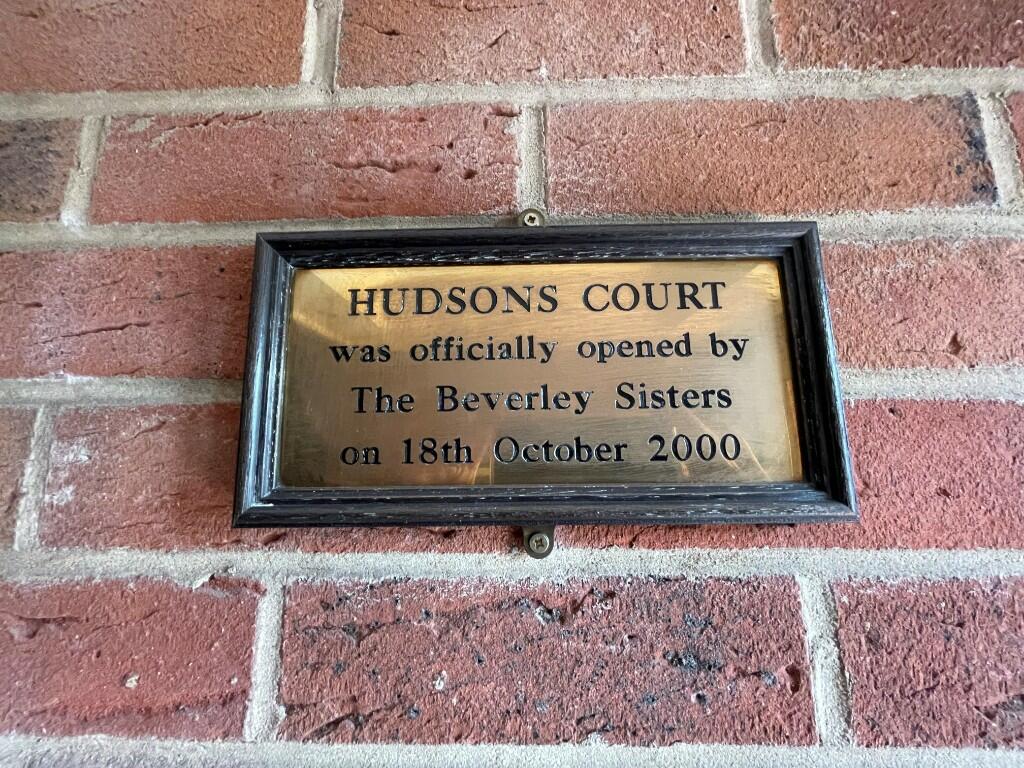 HUDSONS COURT
was officially opened by
The Beverley Sisters
on 18th October 2000